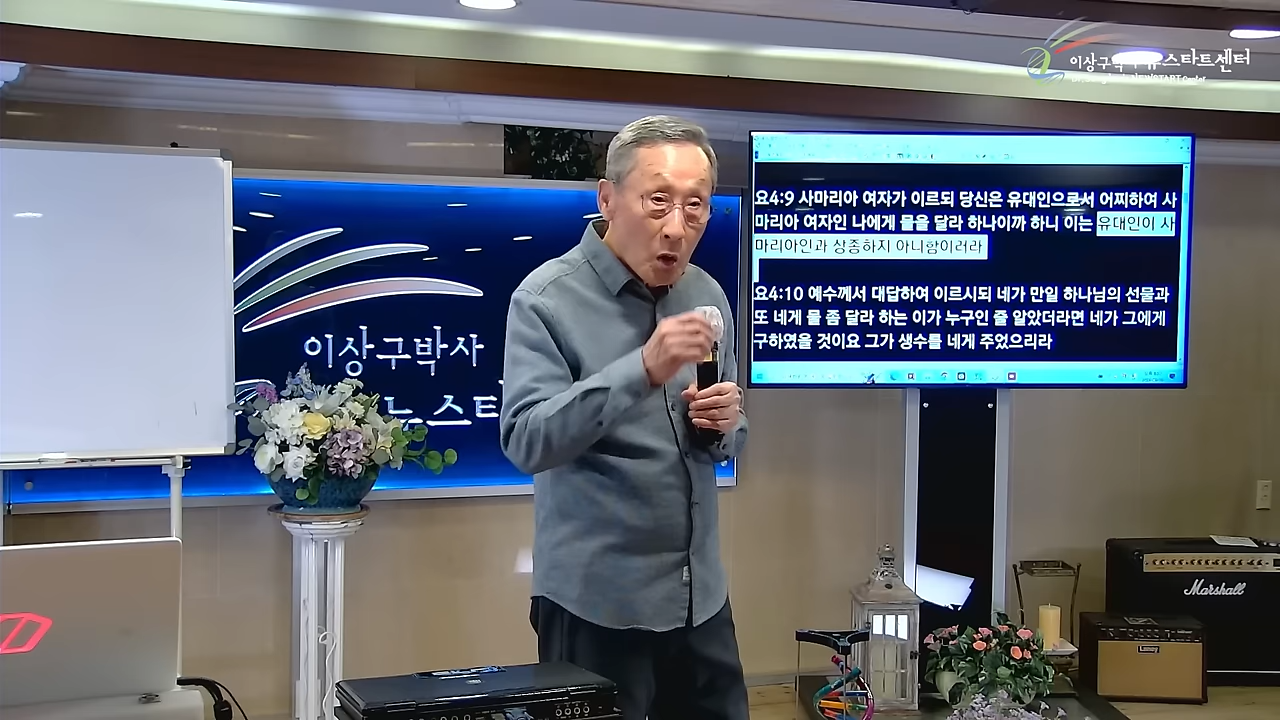 이상구박사 뉴스타트센터
요4:9 사마리아 여자가 이르되 당신은 유대인으로서 어찌하여 사
마리아 여자인 나에게 물을 달라 하나이까 하니 이는 유대인이 사
마리아인과 상종하지 아니함이러라
요4:10 예수께서 대답하여 이르시되 네가 만일 하나님의 선물과
또 네게 물 좀 달라 하는 이가 누구인 줄 알았더라면 네가 그에게
구하였을 것이요 그가 생수를 네게 주었으리라
이상구박사
뉴스타
Marshall
Laney